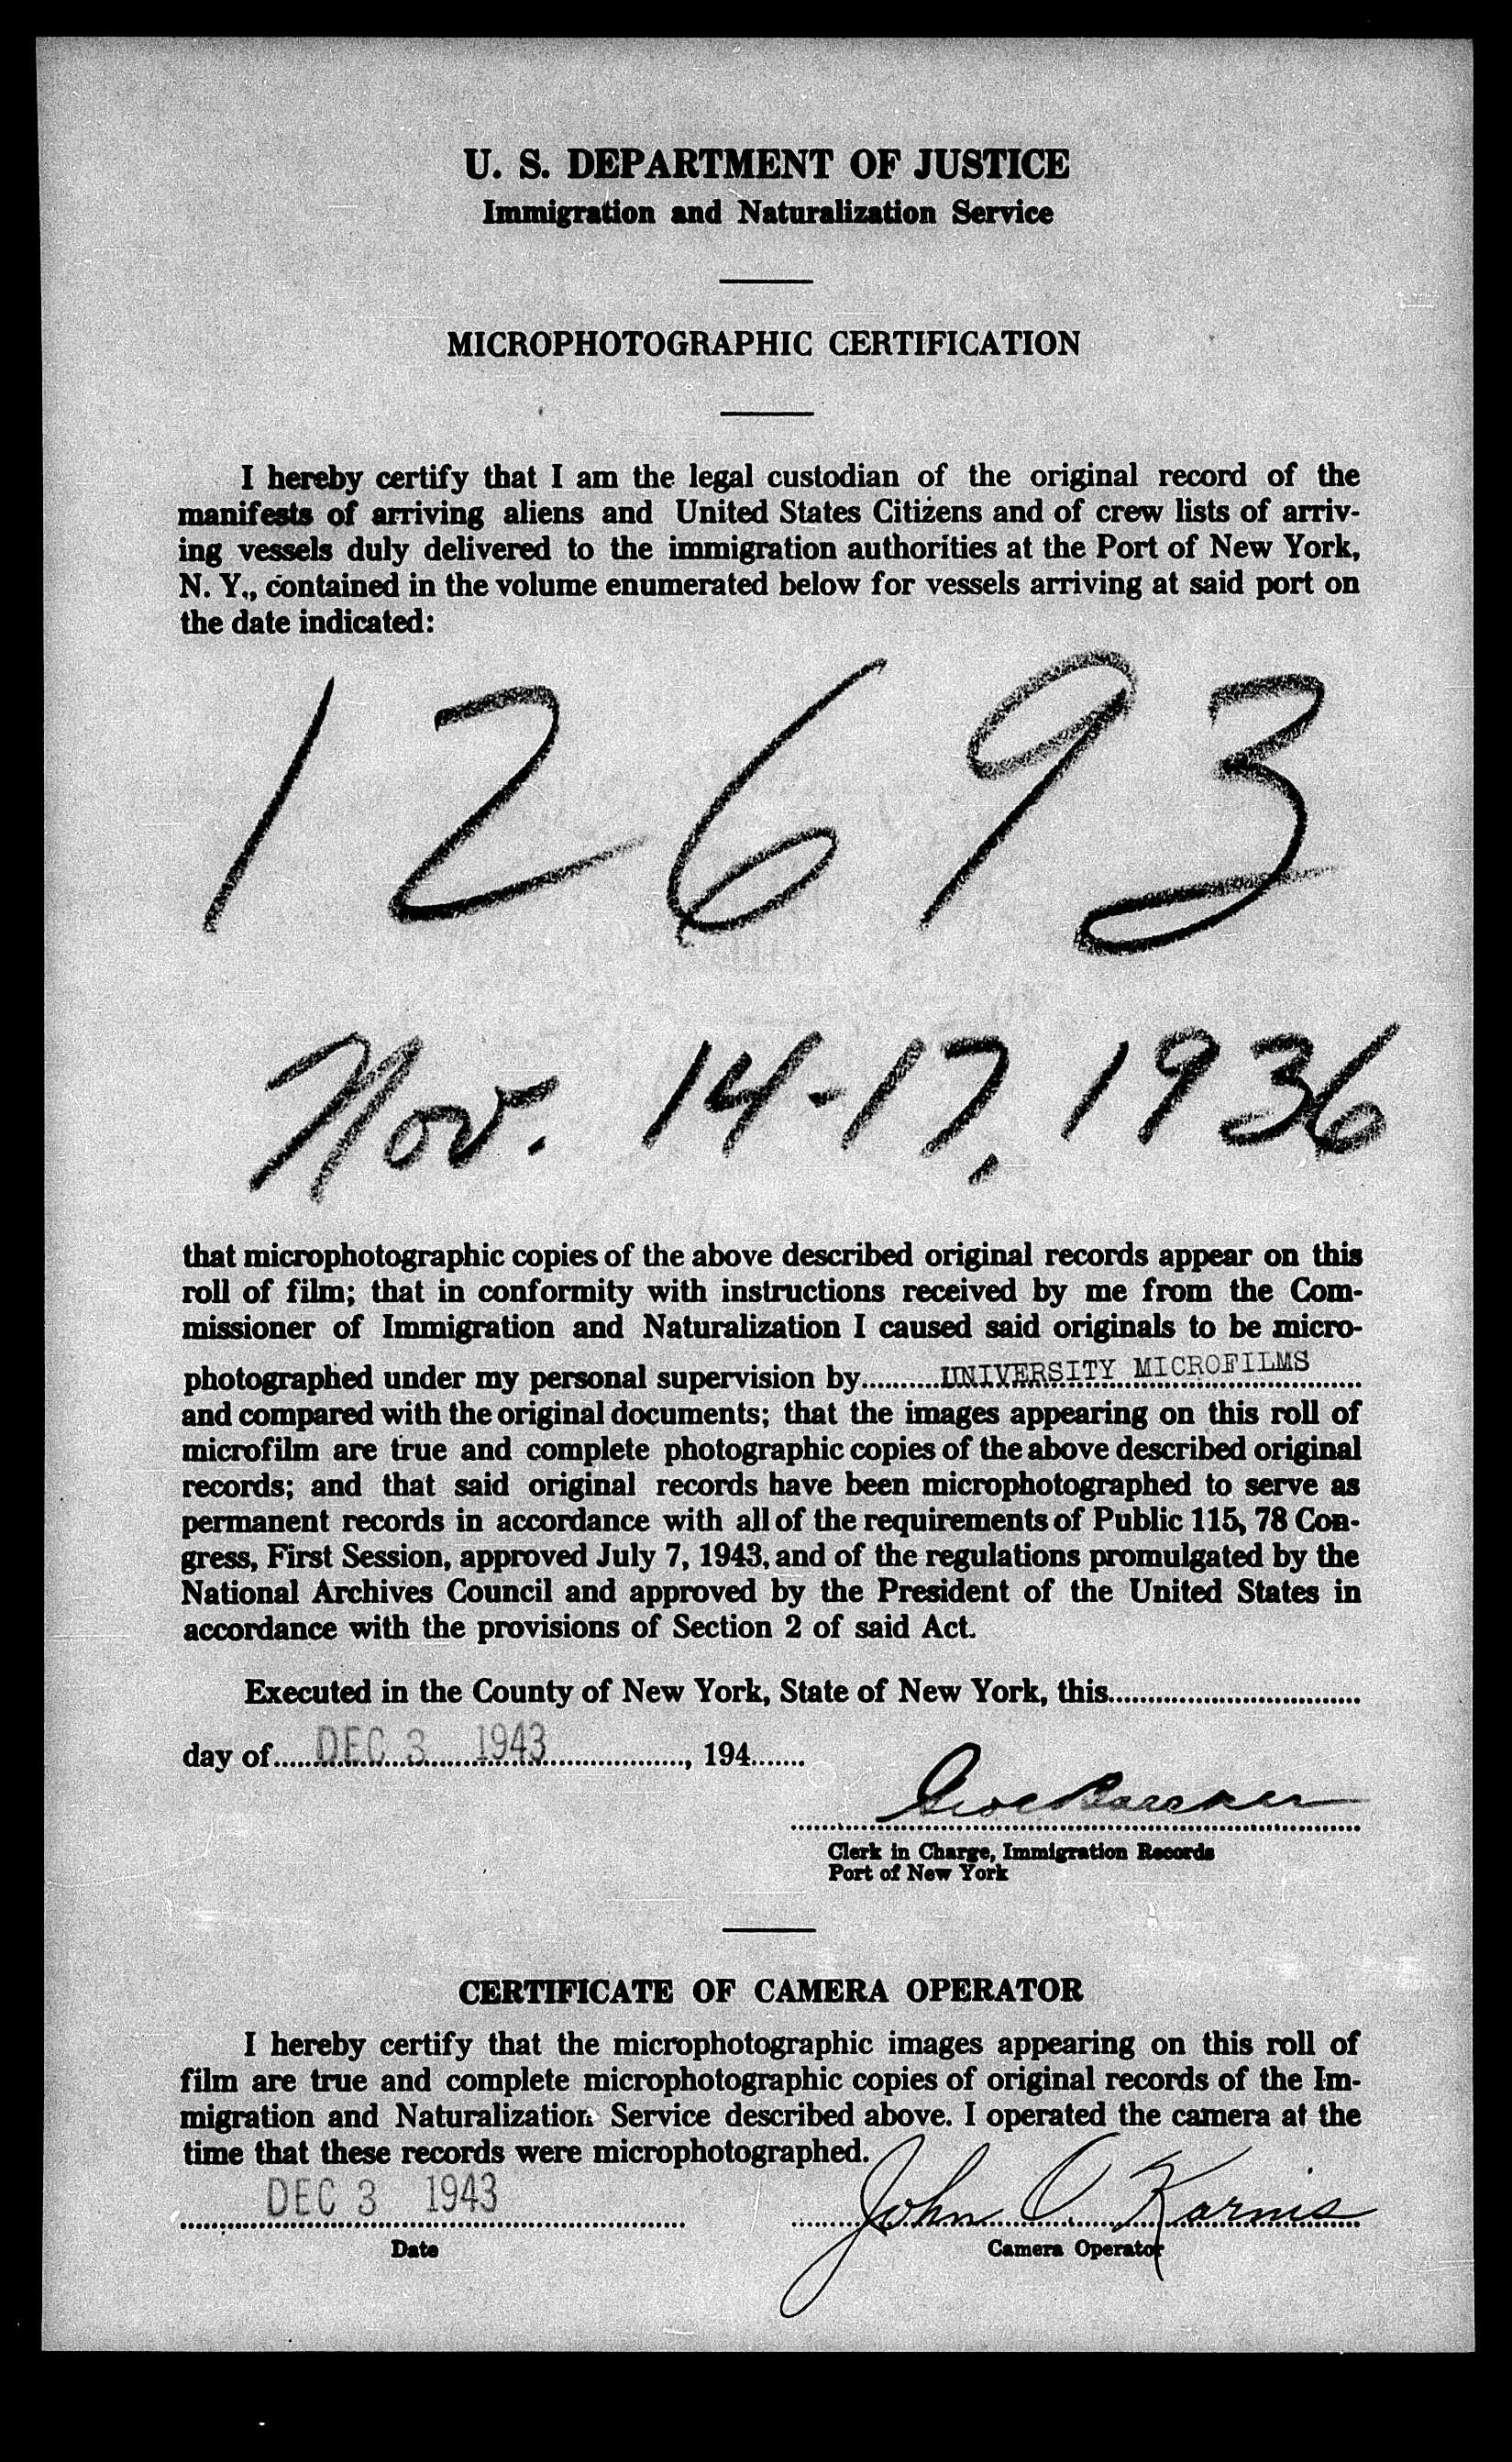 U. S. DEPARTMENT OF JUSTICE
Immigration and Naturalization Service
MICROPHOTOGRAPHIC CERTIFICATION
I hereby certify that I am the legal custodian of the original record of the
manifests of arriving aliens and United States Citizens and of crew lists of arriv-
ing vessels duly delivered to the immigration authorities at the Port of New York,
N. Y., contained in the volume enumerated below for vessels arriving at said port on
the date indicated:
12693
Nov. 14-17, 1936
that microphotographic copies of the above described original records appear on this
roll of film; that in conformity with instructions received by me from the Com-
missioner of Immigration and Naturalization I caused said originals to be micro-
photographed under my personal supervision by..........UNIVERSITY MICROFILMS
and compared with the original documents; that the images appearing on this roll of
microfilm are true and complete photographic copies of the above described original
records; and that said original records have been microphotographed to serve as
permanent records in accordance with all of the requirements of Public 115, 78 Con-
gress, First Session, approved July 7, 1943, and of the regulations promulgated by the
National Archives Council and approved by the President of the United States in
accordance with the provisions of Section 2 of said Act.
Executed in the County of New York, State of New York, this................................
day of.....DEC 3 1943..................., 194.......
Clerk in Charge, Immigration Records
Port of New York
CERTIFICATE OF CAMERA OPERATOR
I hereby certify that the microphotographic images appearing on this roll of
film are true and complete microphotographic copies of original records of the Im-
migration and Naturalization Service described above. I operated the camera at the
time that these records were microphotographed.
DEC 3 1943 John O. Karnis
Date Camera Operator